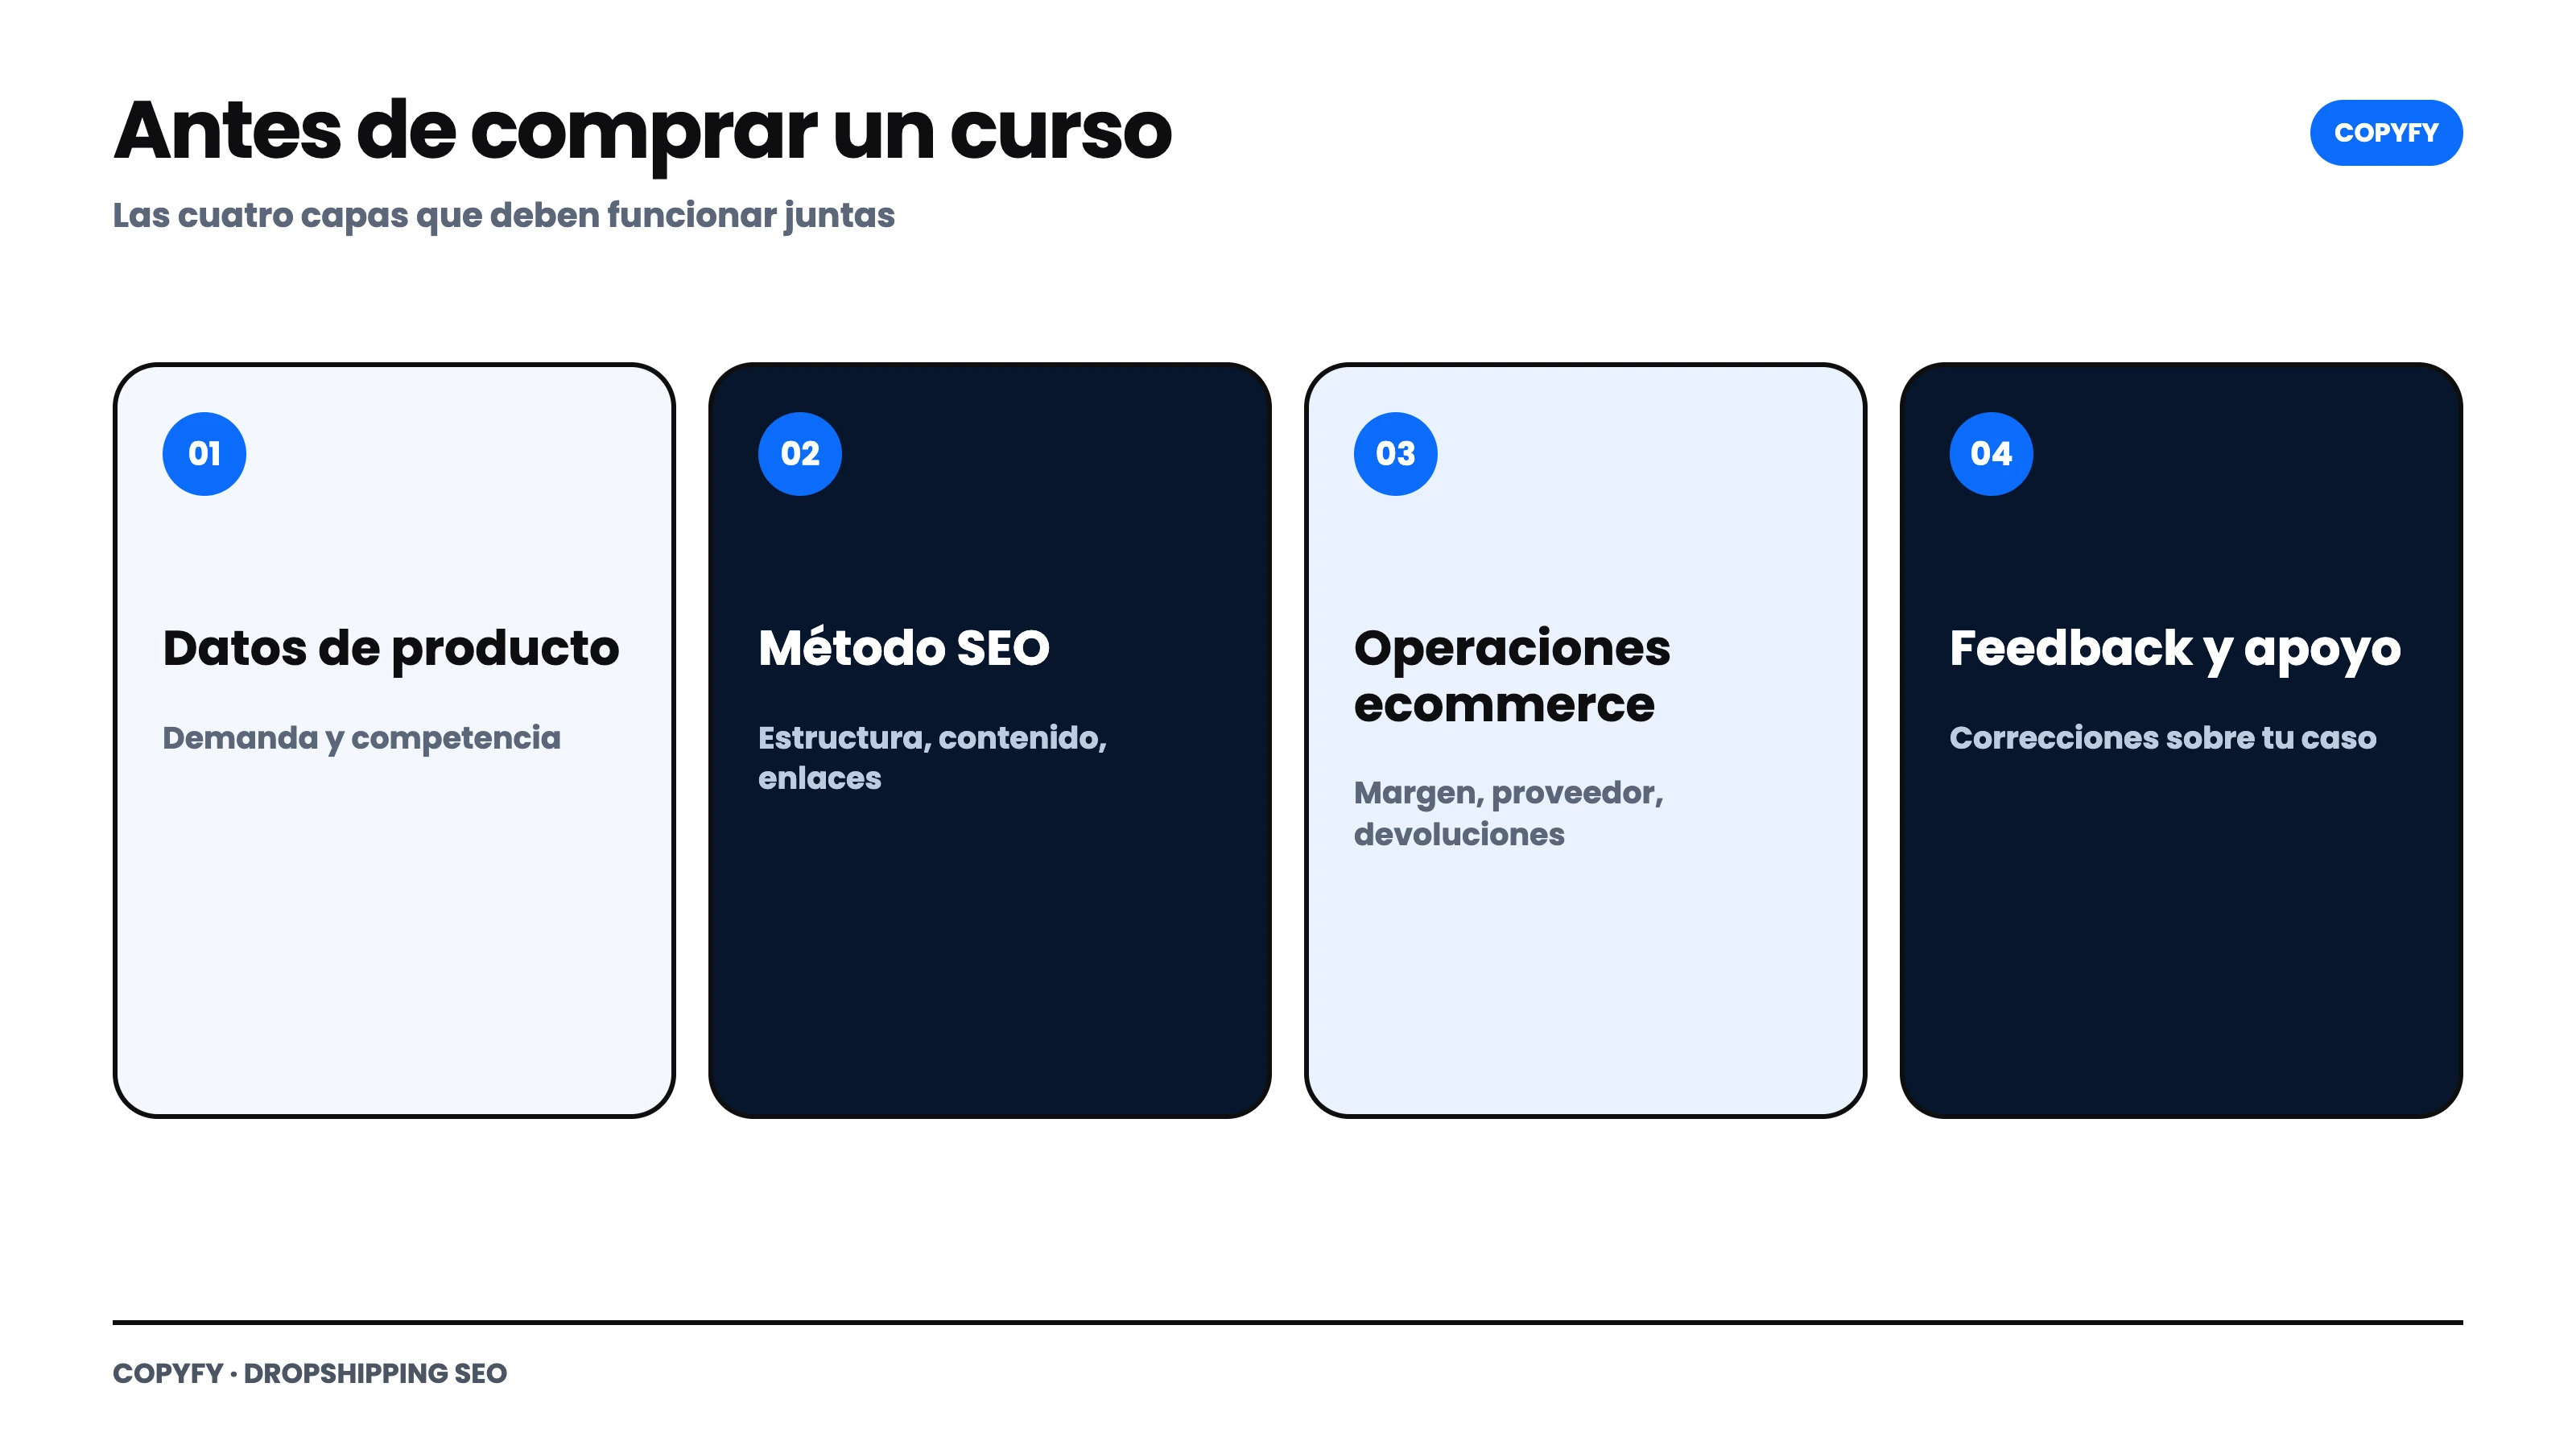 Antes de comprar un curso
COPYFY
Las cuatro capas que deben funcionar juntas
01
Datos de producto
Demanda y competencia
02
Método SEO
Estructura, contenido,
enlaces
03
Operaciones
ecommerce
Margen, proveedor,
devoluciones
04
Feedback y apoyo
Correcciones sobre tu caso
COPYFY · DROPSHIPPING SEO